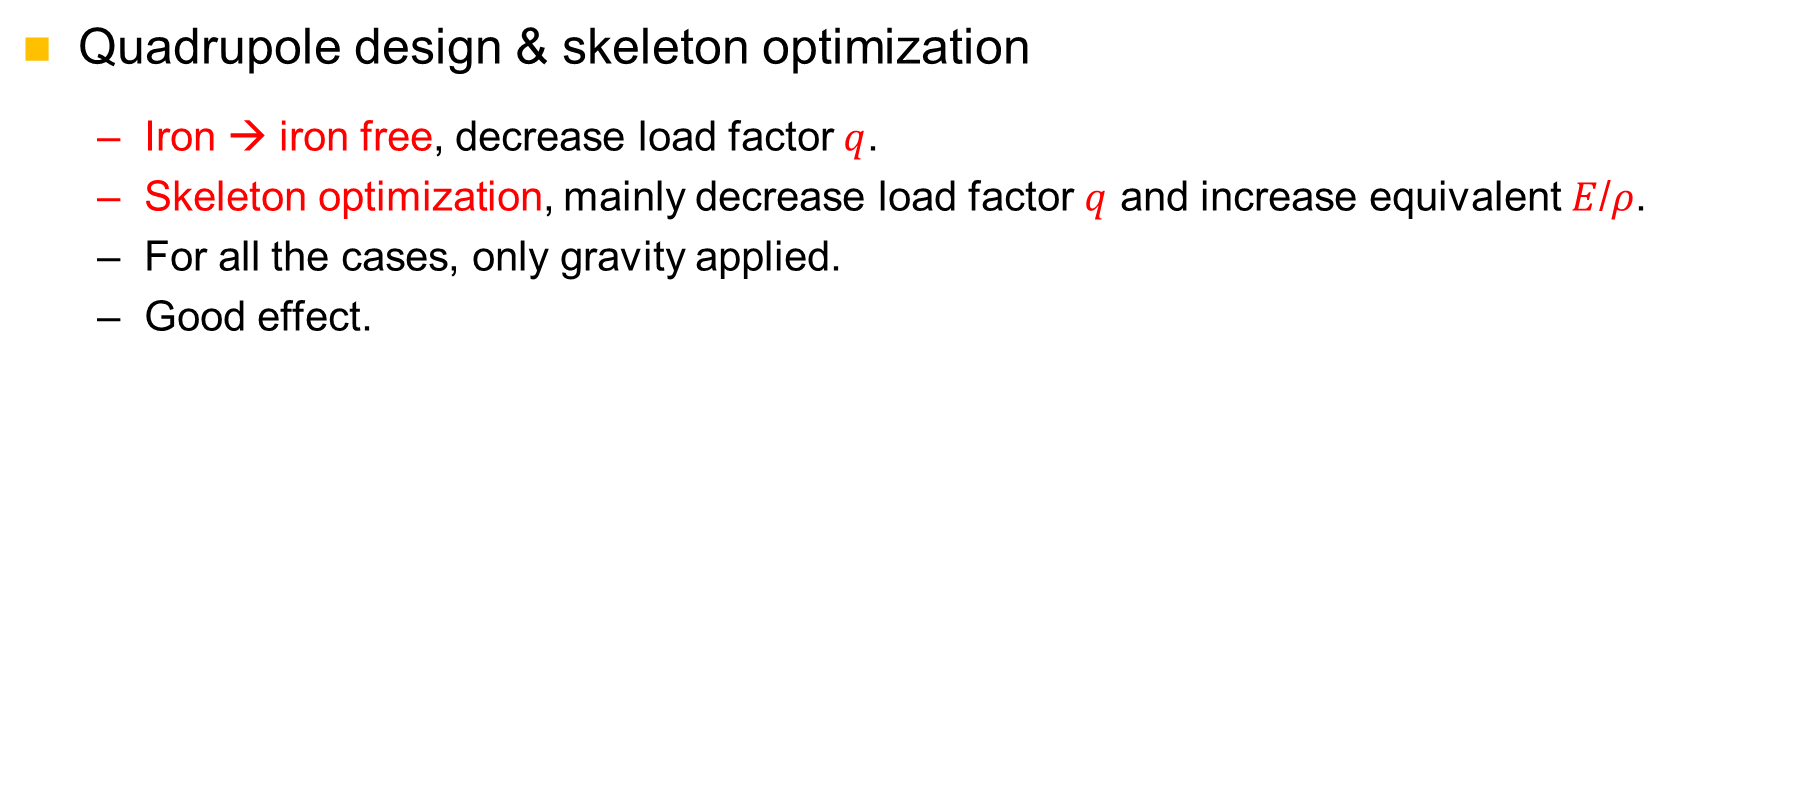 ■ Quadrupole design & skeleton optimization
– Iron → iron free, decrease load factor q.
– Skeleton optimization, mainly decrease load factor q and increase equivalent E/ρ.
– For all the cases, only gravity applied.
– Good effect.